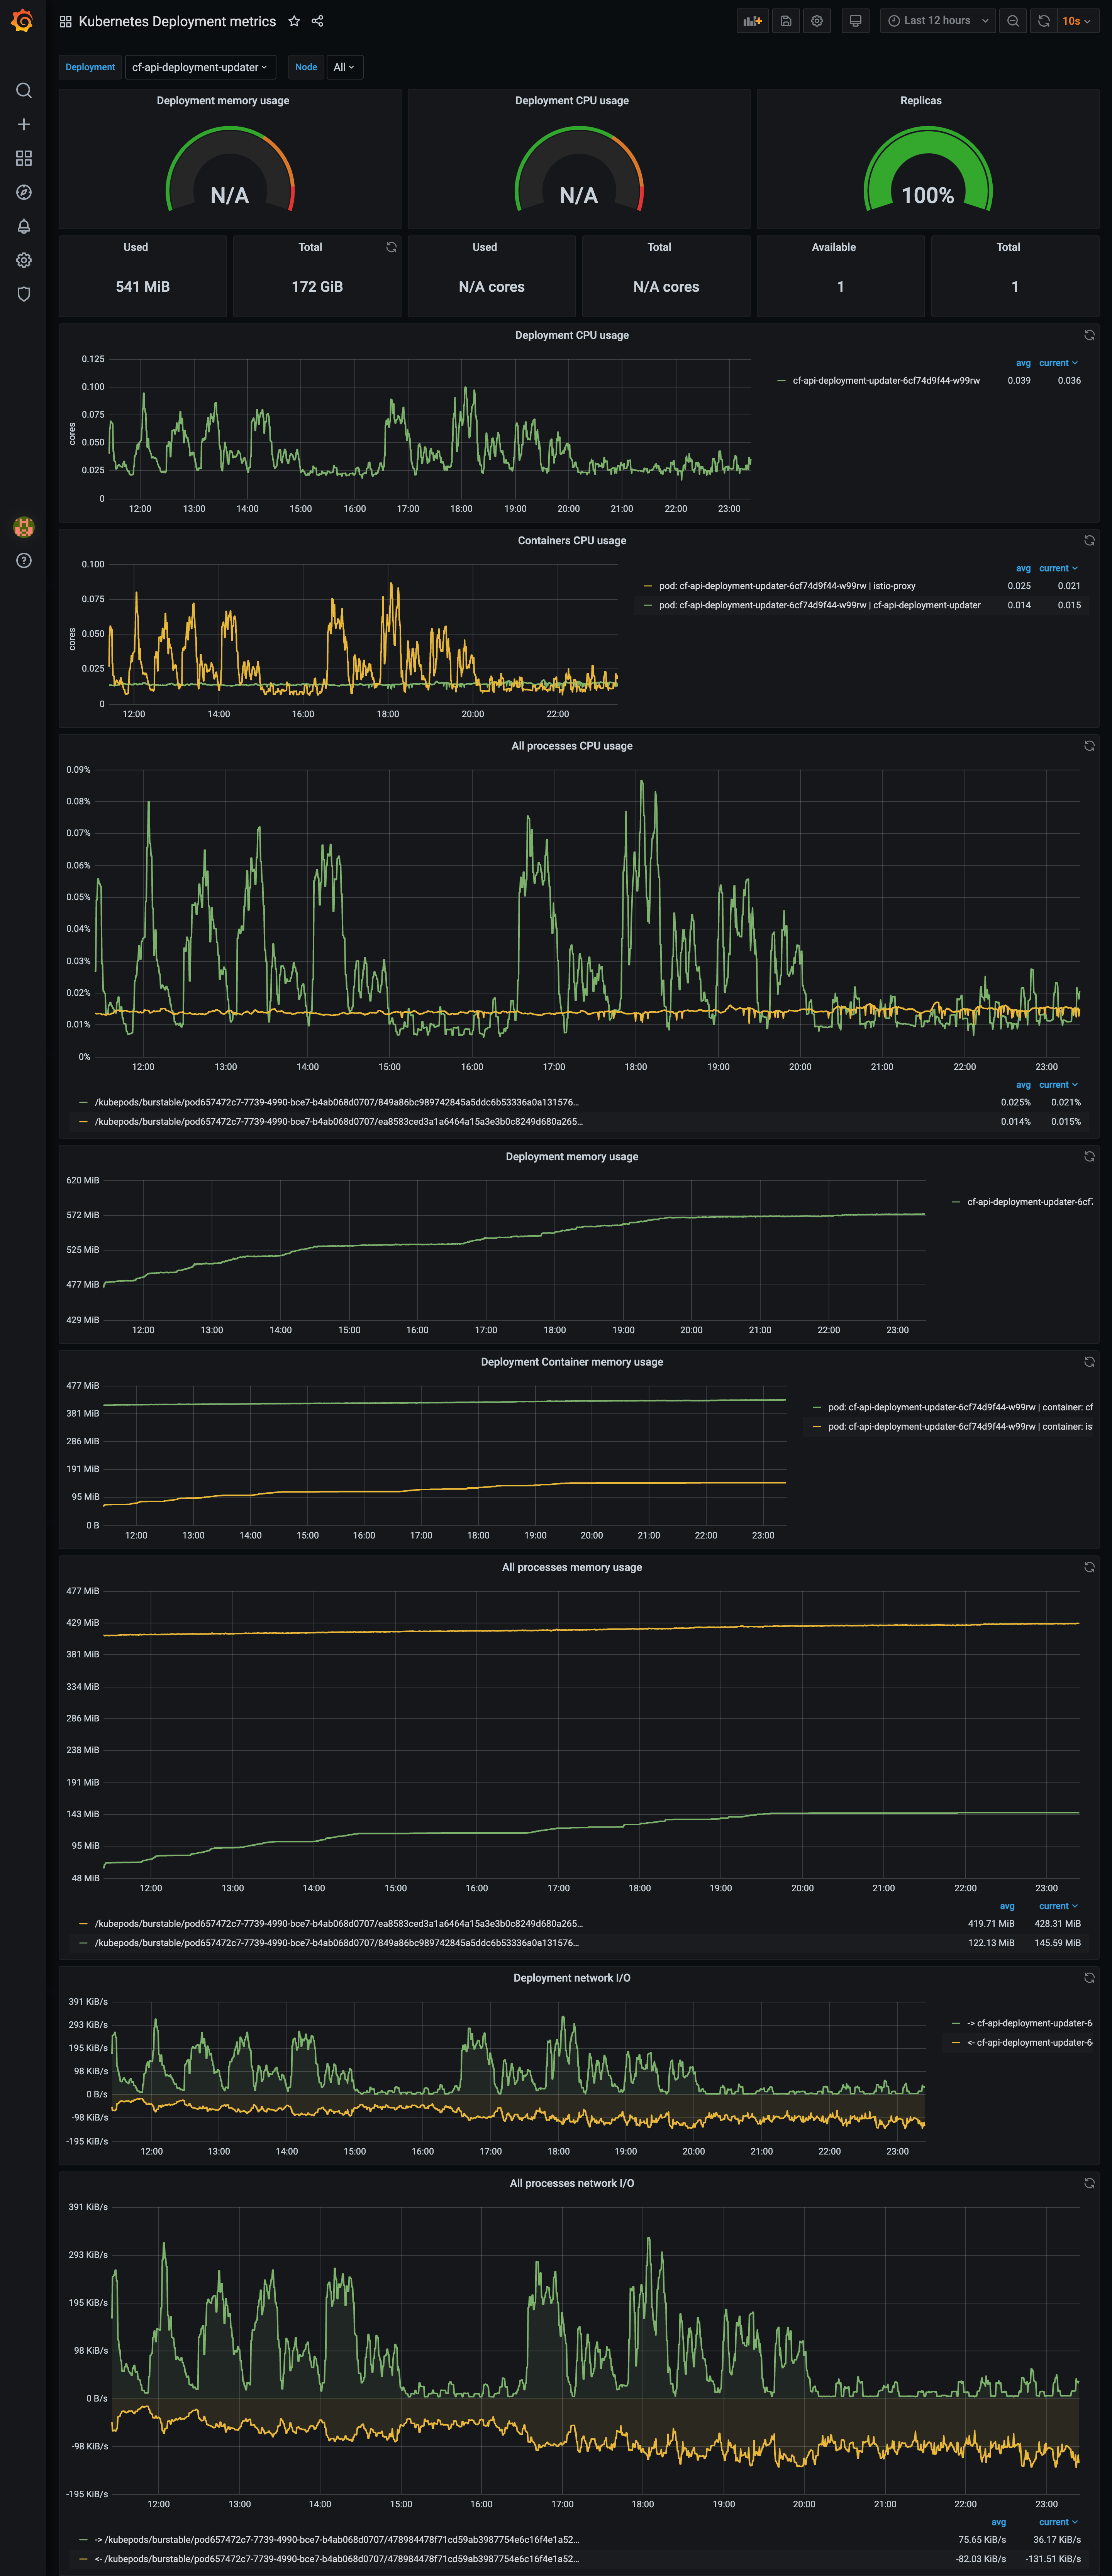 Kubernetes Deployment metrics
Last 12 hours
10s
Deployment cf-api-deployment-updater Node All
Deployment memory usage
N/A
Deployment CPU usage
N/A
Replicas
100%
Used
541 MiB
Total
172 GiB
Used
N/A cores
Total
N/A cores
Available
1
Total
1
Deployment CPU usage
cores
0.125
0.100
0.075
0.050
0.025
0
12:00 13:00 14:00 15:00 16:00 17:00 18:00 19:00 20:00 21:00 22:00 23:00
avg current
cf-api-deployment-updater-6cf74d9f44-w99rw 0.039 0.036
Containers CPU usage
cores
0.100
0.075
0.050
0.025
0
12:00 14:00 16:00 18:00 20:00 22:00
avg current
pod: cf-api-deployment-updater-6cf74d9f44-w99rw | istio-proxy 0.025 0.021
pod: cf-api-deployment-updater-6cf74d9f44-w99rw | cf-api-deployment-updater 0.014 0.015
All processes CPU usage
0.09%
0.08%
0.07%
0.06%
0.05%
0.04%
0.03%
0.02%
0.01%
0%
12:00 13:00 14:00 15:00 16:00 17:00 18:00 19:00 20:00 21:00 22:00 23:00
avg current
/kubepods/burstable/pod657472c7-7739-4990-bce7-b4ab068d0707/849a86bc989742845a5ddc6b53336a0a131576... 0.025% 0.021%
/kubepods/burstable/pod657472c7-7739-4990-bce7-b4ab068d0707/ea8583ced3a1a6464a15a3e3b0c8249d680a265... 0.014% 0.015%
Deployment memory usage
620 MiB
572 MiB
525 MiB
477 MiB
429 MiB
12:00 13:00 14:00 15:00 16:00 17:00 18:00 19:00 20:00 21:00 22:00 23:00
cf-api-deployment-updater-6cf7
Deployment Container memory usage
477 MiB
381 MiB
286 MiB
191 MiB
95 MiB
0 B
12:00 13:00 14:00 15:00 16:00 17:00 18:00 19:00 20:00 21:00 22:00 23:00
pod: cf-api-deployment-updater-6cf74d9f44-w99rw | container: cf
pod: cf-api-deployment-updater-6cf74d9f44-w99rw | container: is
All processes memory usage
477 MiB
429 MiB
381 MiB
334 MiB
286 MiB
238 MiB
191 MiB
143 MiB
95 MiB
48 MiB
12:00 13:00 14:00 15:00 16:00 17:00 18:00 19:00 20:00 21:00 22:00 23:00
avg current
/kubepods/burstable/pod657472c7-7739-4990-bce7-b4ab068d0707/ea8583ced3a1a6464a15a3e3b0c8249d680a265... 419.71 MiB 428.31 MiB
/kubepods/burstable/pod657472c7-7739-4990-bce7-b4ab068d0707/849a86bc989742845a5ddc6b53336a0a131576... 122.13 MiB 145.59 MiB
Deployment network I/O
391 KiB/s
293 KiB/s
195 KiB/s
98 KiB/s
0 B/s
-98 KiB/s
-195 KiB/s
12:00 13:00 14:00 15:00 16:00 17:00 18:00 19:00 20:00 21:00 22:00 23:00
-> cf-api-deployment-updater-6
<- cf-api-deployment-updater-6
All processes network I/O
391 KiB/s
293 KiB/s
195 KiB/s
98 KiB/s
0 B/s
-98 KiB/s
-195 KiB/s
12:00 13:00 14:00 15:00 16:00 17:00 18:00 19:00 20:00 21:00 22:00 23:00
avg current
-> /kubepods/burstable/pod657472c7-7739-4990-bce7-b4ab068d0707/478984478f71cd59ab3987754e6c16f4e1a52... 75.65 KiB/s 36.17 KiB/s
<- /kubepods/burstable/pod657472c7-7739-4990-bce7-b4ab068d0707/478984478f71cd59ab3987754e6c16f4e1a52... -82.03 KiB/s -131.51 KiB/s